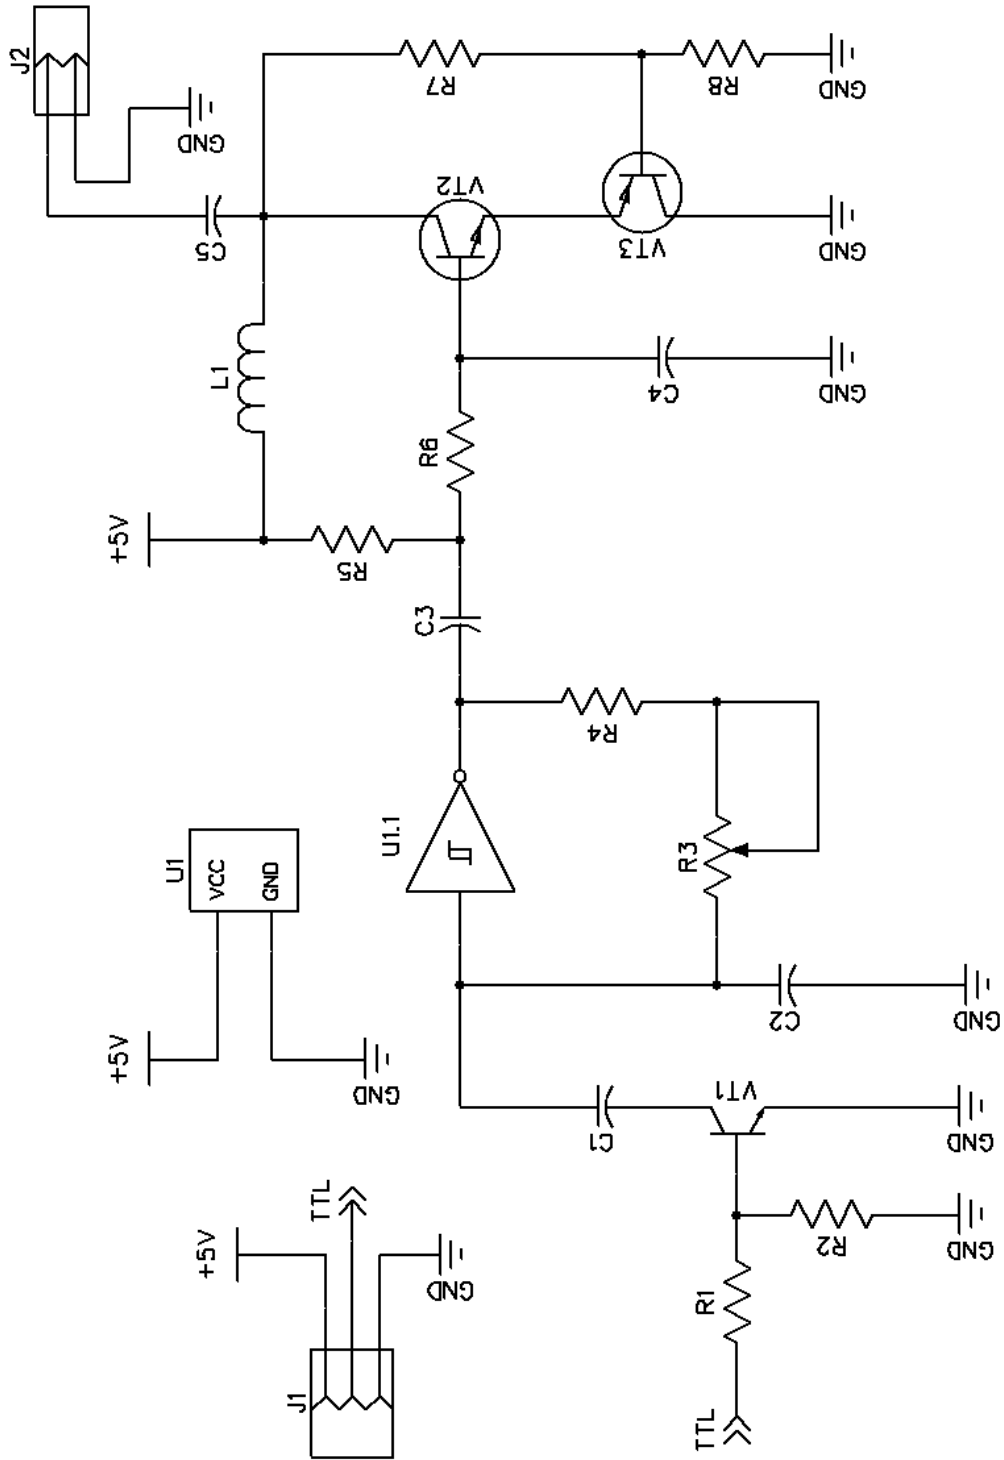 J2
GND
R7
R8
GND
VT2
C5
VT3
GND
L1
C4
GND
R6
+5V
R5
C3
R4
U1.1
U1
VCC
GND
R3
+5V
GND
C2
GND
VT1
C1
GND
TTL
+5V
GND
R2
GND
J1
R1
TTL